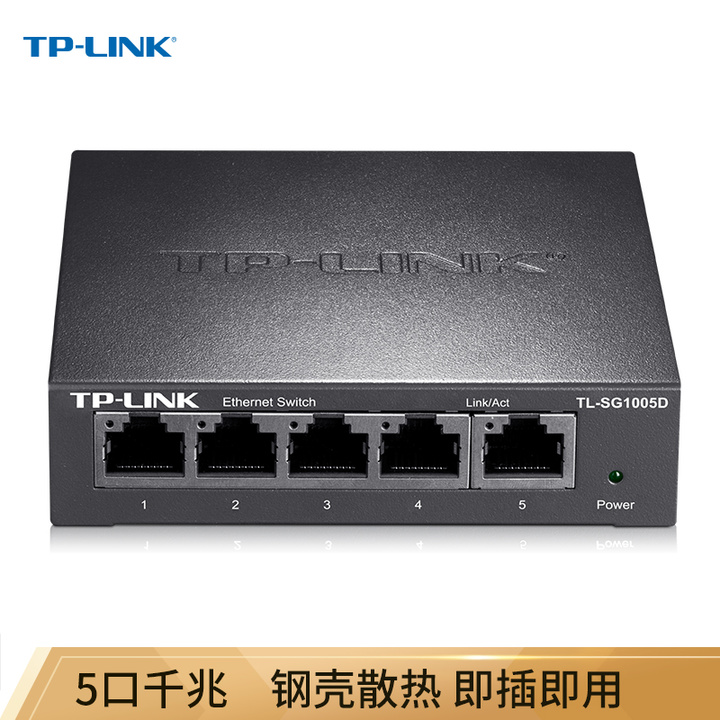 TP-LINK®
TP-LINK®
TP-LINK Ethernet Switch Link/Act TL-SG1005D
1 2 3 4 5 Power
5口千兆 钢壳散热 即插即用